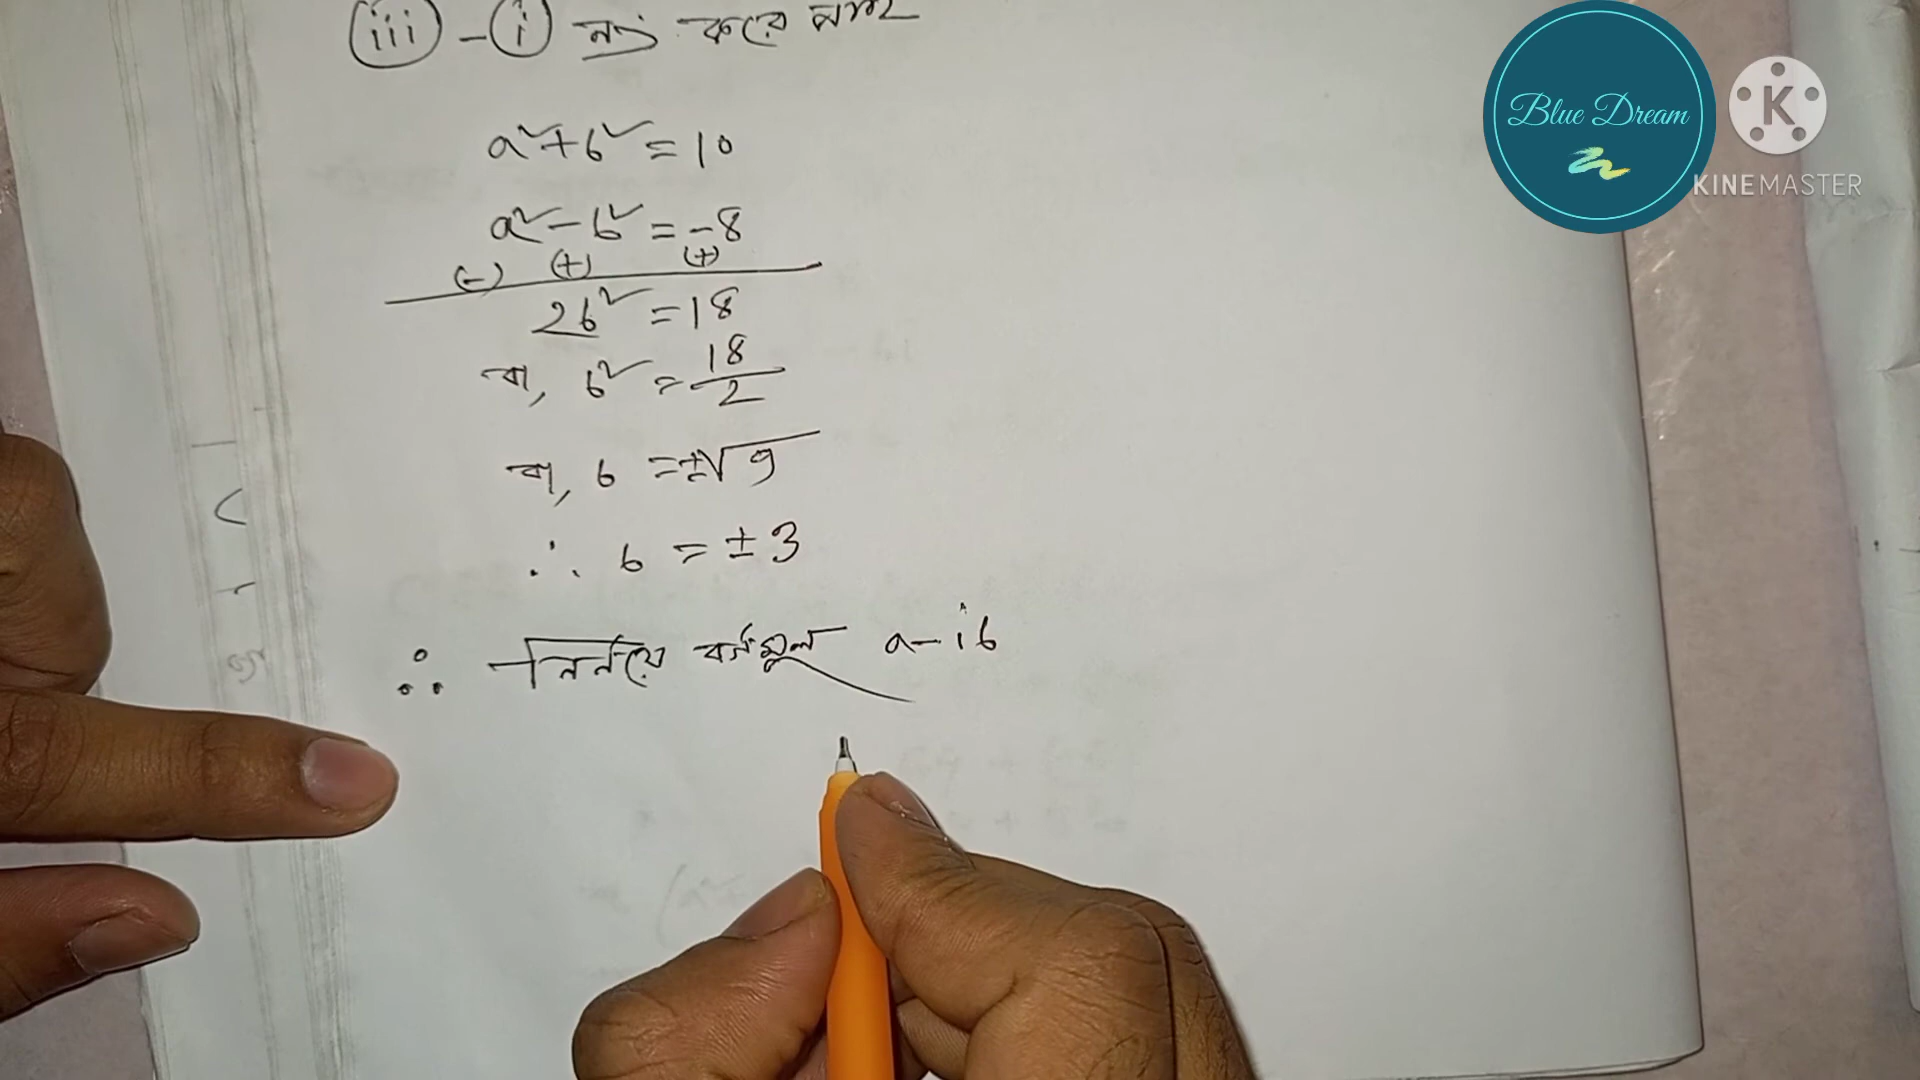 (iii) - (i) নং করে পাই
a² + b² = 10
a² - b² = -8
(-) (+) (+)
2b² = 18
বা, b² = 18/2
বা, b = ±√9
∴ b = ±3
∴ নির্ণেয় বর্গমূল a - ib
Blue Dream
K
KINEMASTER